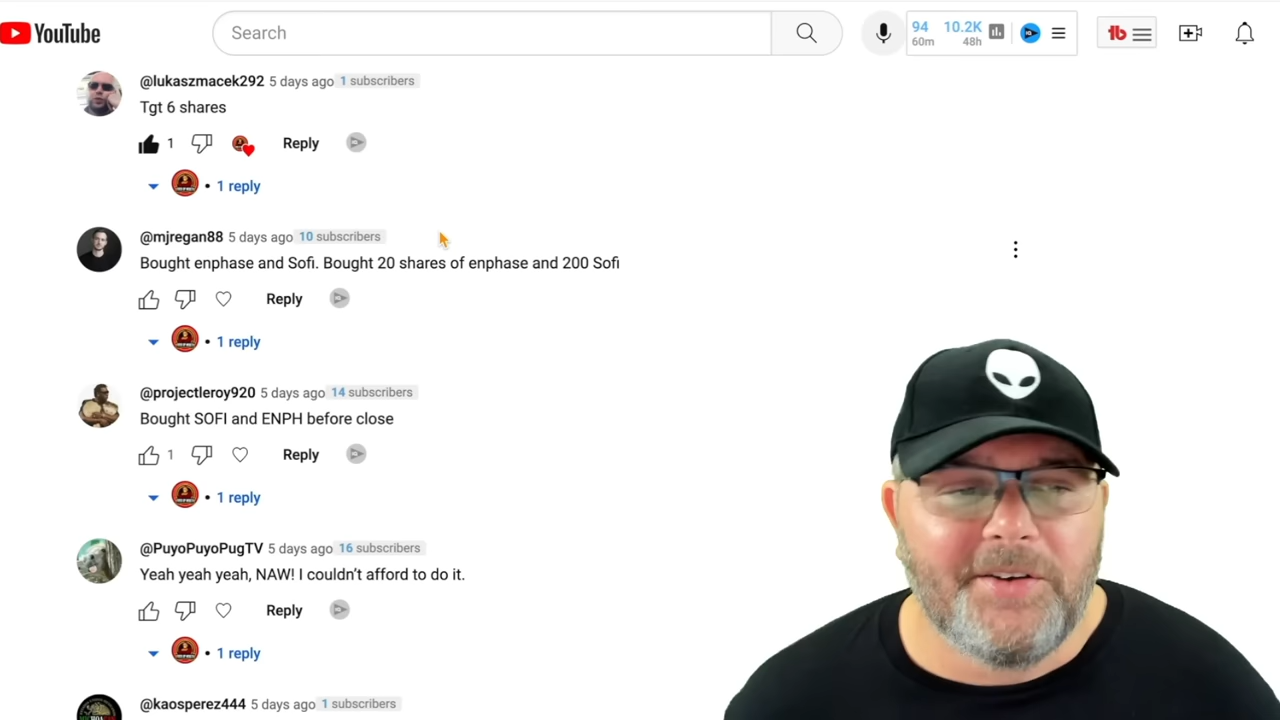 YouTube
Search
94 10.2K
60m 48h
tb
@lukaszmacek292 5 days ago 1 subscribers
Tgt 6 shares
1 Reply
• 1 reply
@mjregan88 5 days ago 10 subscribers
Bought enphase and Sofi. Bought 20 shares of enphase and 200 Sofi
Reply
• 1 reply
@projectleroy920 5 days ago 14 subscribers
Bought SOFI and ENPH before close
1 Reply
• 1 reply
@PuyoPuyoPugTV 5 days ago 16 subscribers
Yeah yeah yeah, NAW! I couldn’t afford to do it.
Reply
• 1 reply
@kaosperez444 5 days ago 1 subscribers